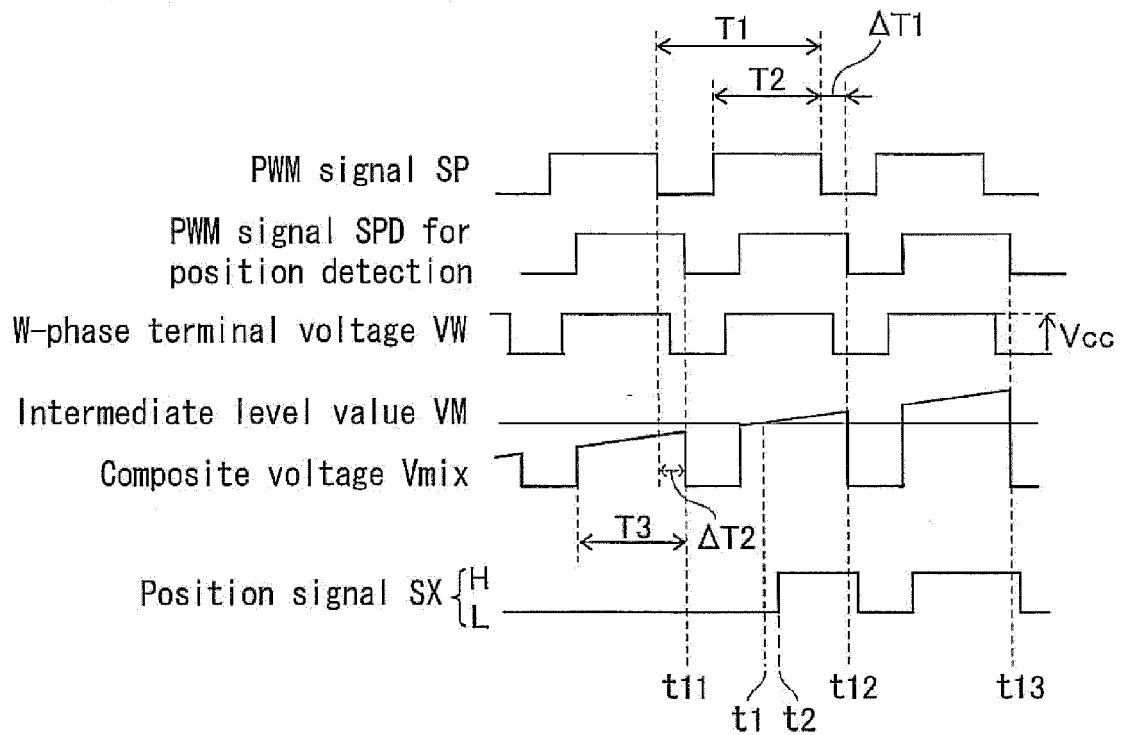 T1
ΔT1
T2
PWM signal SP
PWM signal SPD for
position detection
W-phase terminal voltage VW
Vcc
Intermediate level value VM
Composite voltage Vmix
T3
ΔT2
Position signal SX
H
L
t11
t12
t13
t1
t2